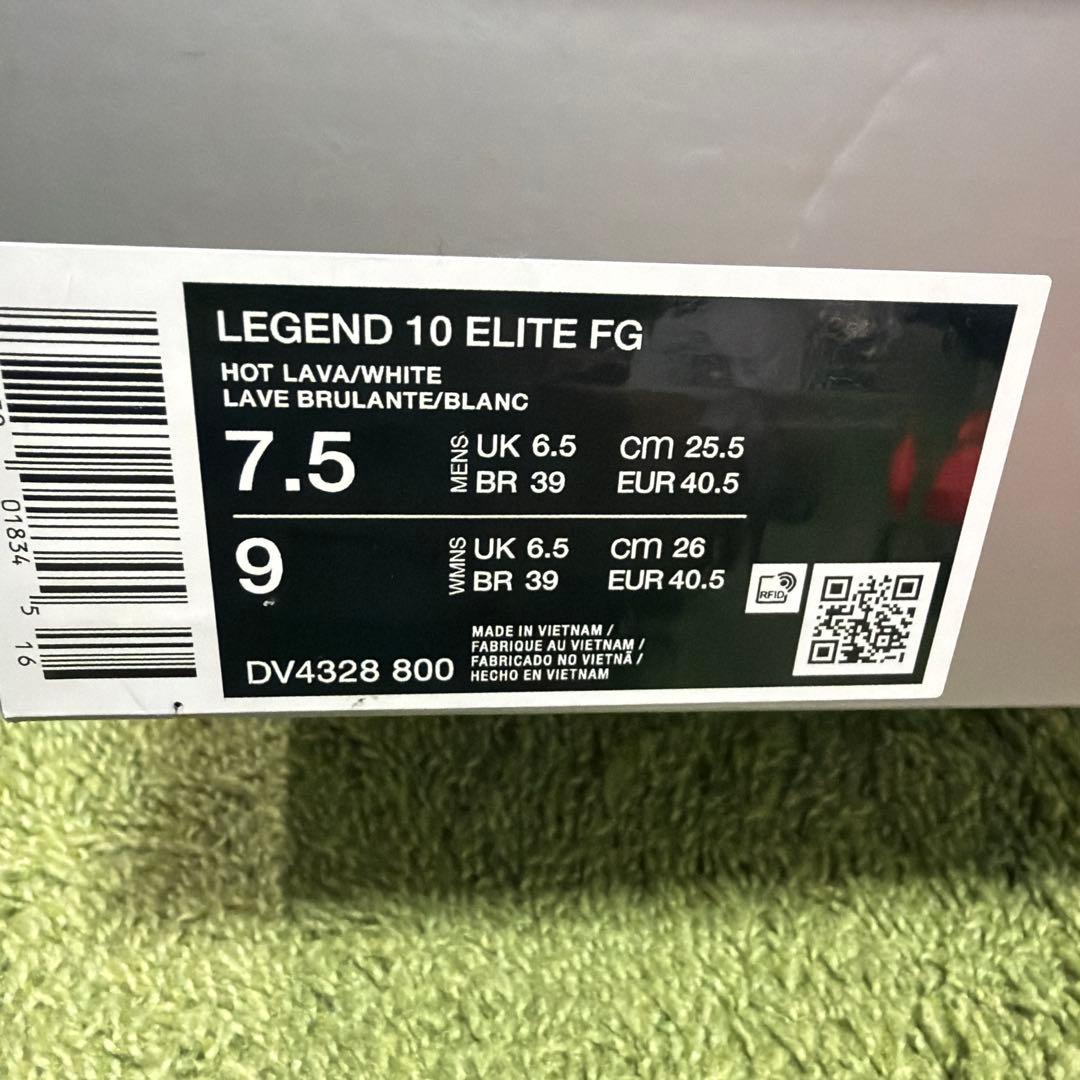 LEGEND 10 ELITE FG
HOT LAVA/WHITE
LAVE BRULANTE/BLANC
7.5 MENS UK 6.5 cm 25.5
BR 39 EUR 40.5
9 WMNS UK 6.5 cm 26
BR 39 EUR 40.5
RFID
MADE IN VIETNAM /
FABRIQUE AU VIETNAM /
FABRICADO NO VIETNÃ /
HECHO EN VIETNAM
DV4328 800
01834 5 16